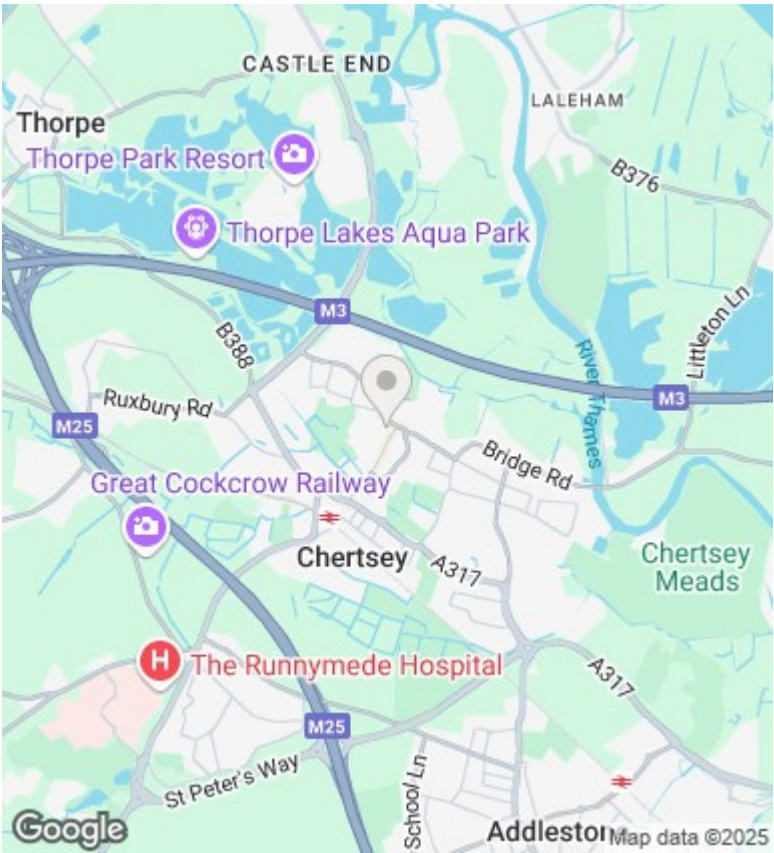 CASTLE END
LALEHAM
Thorpe
Thorpe Park Resort
B376
Thorpe Lakes Aqua Park
M3
Littleton Ln
B388
River Thames
Ruxbury Rd
M3
M25
Bridge Rd
Great Cockcrow Railway
Chertsey
A317
Chertsey
Meads
H
The Runnymede Hospital
A317
M25
St Peter's Way
School Ln
Google
Addleston
Map data ©2025